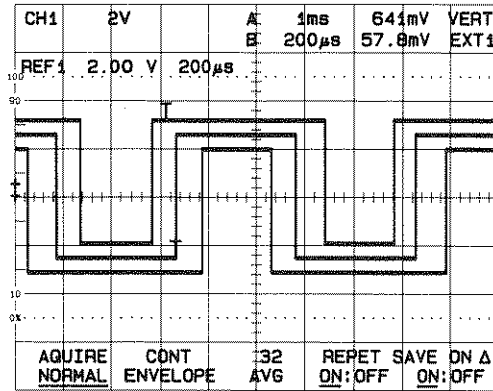 CH1 2V A 1ms 641mV VERT
B 200µs 57.8mV EXT1
REF1 2.00 V 200µs
100
90
10
0%
AQUIRE CONT 32 REPET SAVE ON Δ
NORMAL ENVELOPE AVG ON:OFF ON:OFF